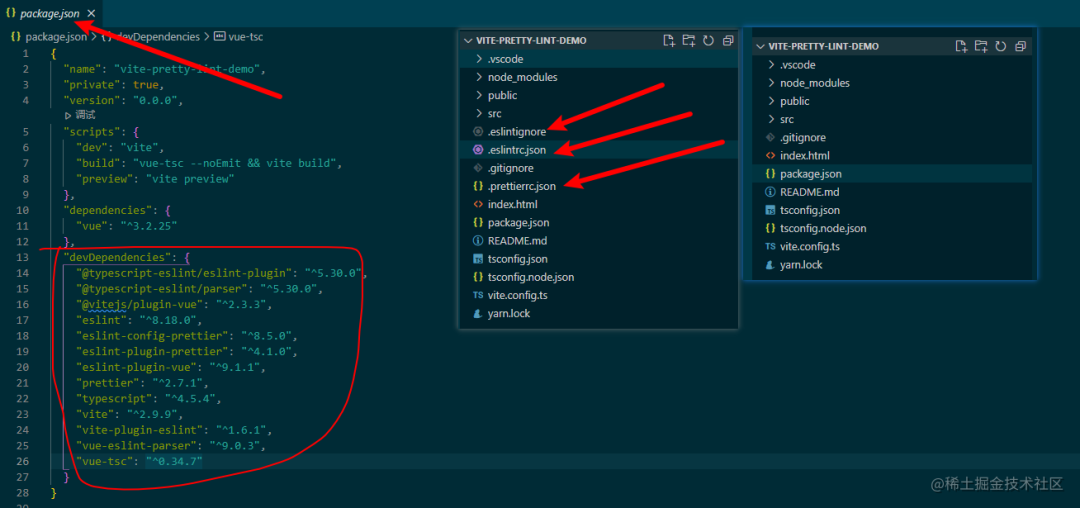 package.json
package.json > devDependencies > vue-tsc
1 {
2 "name": "vite-pretty-lint-demo",
3 "private": true,
4 "version": "0.0.0",
调试
5 "scripts": {
6 "dev": "vite",
7 "build": "vue-tsc --noEmit && vite build",
8 "preview": "vite preview"
9 },
10 "dependencies": {
11 "vue": "^3.2.25"
12 },
13 "devDependencies": {
14 "@typescript-eslint/eslint-plugin": "^5.30.0",
15 "@typescript-eslint/parser": "^5.30.0",
16 "@vitejs/plugin-vue": "^2.3.3",
17 "eslint": "^8.18.0",
18 "eslint-config-prettier": "^8.5.0",
19 "eslint-plugin-prettier": "^4.1.0",
20 "eslint-plugin-vue": "^9.1.1",
21 "prettier": "^2.7.1",
22 "typescript": "^4.5.4",
23 "vite": "^2.9.9",
24 "vite-plugin-eslint": "^1.6.1",
25 "vue-eslint-parser": "^9.0.3",
26 "vue-tsc": "^0.34.7"
27 }
28 }
VITE-PRETTY-LINT-DEMO
.vscode
node_modules
public
src
.eslintignore
.eslintrc.json
.gitignore
.prettierrc.json
index.html
package.json
README.md
tsconfig.json
tsconfig.node.json
vite.config.ts
yarn.lock
VITE-PRETTY-LINT-DEMO
.vscode
node_modules
public
src
.gitignore
index.html
package.json
README.md
tsconfig.json
tsconfig.node.json
vite.config.ts
yarn.lock
@稀土掘金技术社区